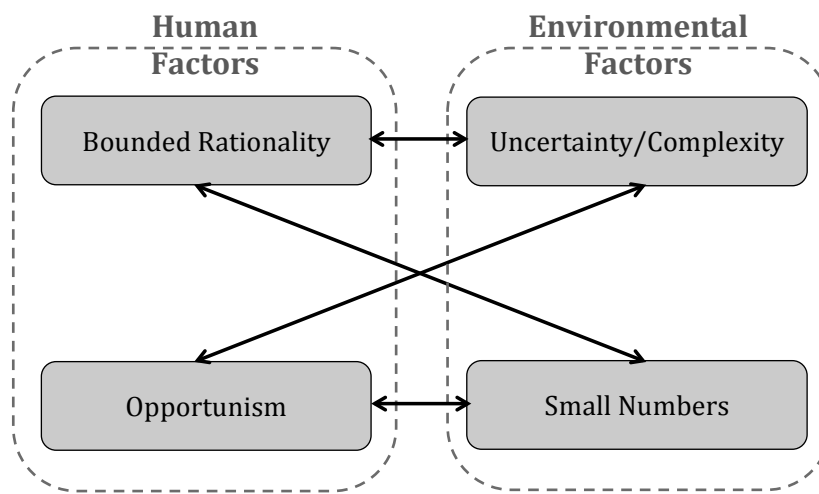 Human
Factors
Environmental
Factors
Bounded Rationality
Uncertainty/Complexity
Opportunism
Small Numbers